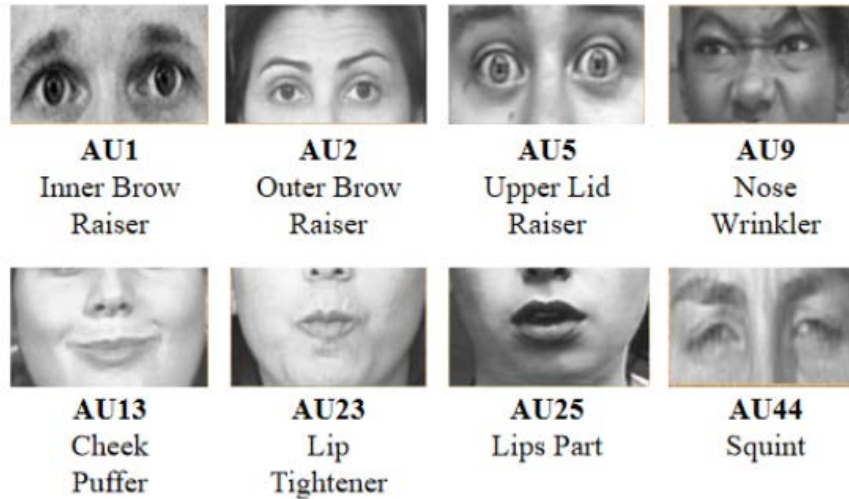 AU1 AU2 AU5 AU9
Inner Brow Outer Brow Upper Lid Nose
Raiser Raiser Raiser Wrinkler
AU13 AU23 AU25 AU44
Cheek Lip Lips Part Squint
Puffer Tightener